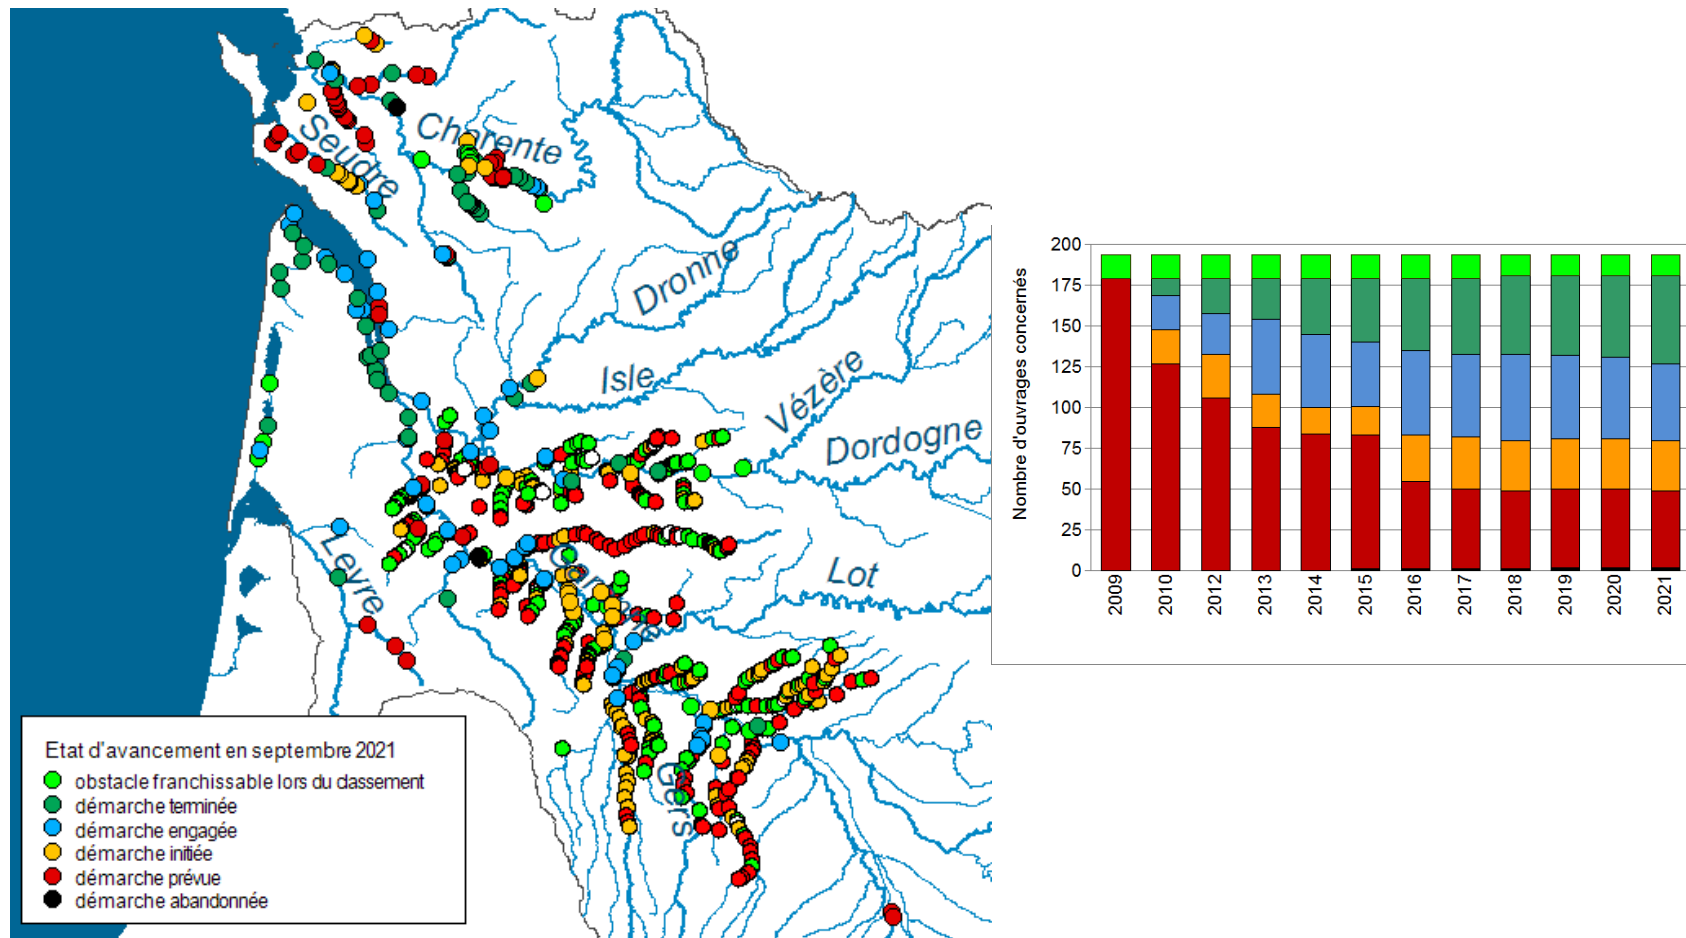 Charente
Seudre
Dronne
Isle
Vézère
Dordogne
Leyre
Garonne
Lot
Gers
Etat d'avancement en septembre 2021
obstacle franchissable lors du classement
démarche terminée
démarche engagée
démarche initiée
démarche prévue
démarche abandonnée
Nombre d'ouvrages concernés
200
175
150
125
100
75
50
25
0
2009
2010
2012
2013
2014
2015
2016
2017
2018
2019
2020
2021